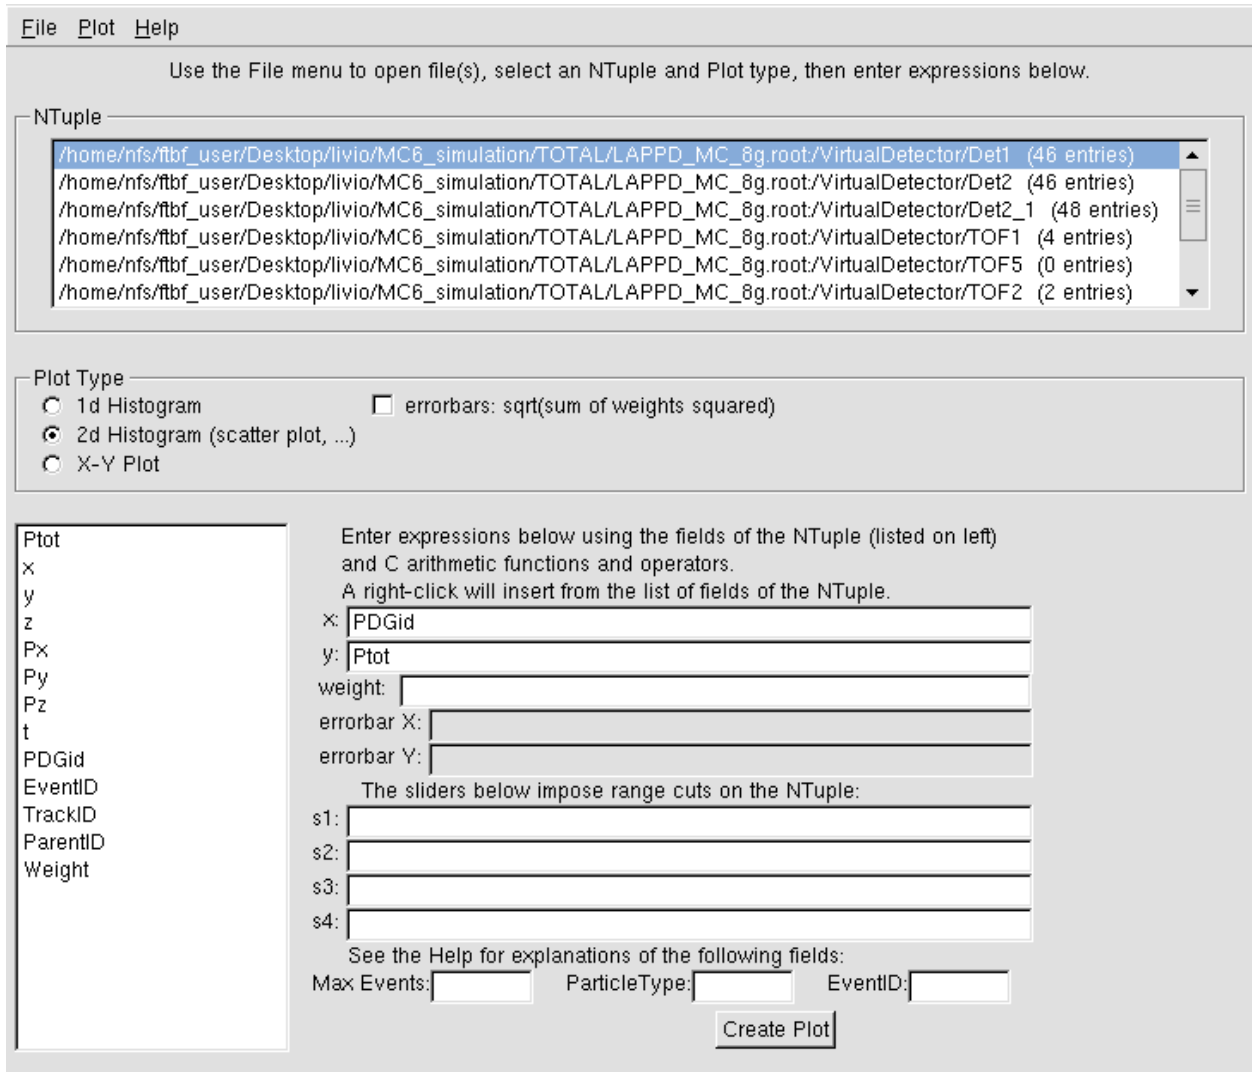 File Plot Help
Use the File menu to open file(s), select an NTuple and Plot type, then enter expressions below.
NTuple
/home/nfs/ftbf_user/Desktop/livio/MC6_simulation/TOTAL/LAPPD_MC_8g.root:/VirtualDetector/Det1 (46 entries)
/home/nfs/ftbf_user/Desktop/livio/MC6_simulation/TOTAL/LAPPD_MC_8g.root:/VirtualDetector/Det2 (46 entries)
/home/nfs/ftbf_user/Desktop/livio/MC6_simulation/TOTAL/LAPPD_MC_8g.root:/VirtualDetector/Det2_1 (48 entries)
/home/nfs/ftbf_user/Desktop/livio/MC6_simulation/TOTAL/LAPPD_MC_8g.root:/VirtualDetector/TOF1 (4 entries)
/home/nfs/ftbf_user/Desktop/livio/MC6_simulation/TOTAL/LAPPD_MC_8g.root:/VirtualDetector/TOF5 (0 entries)
/home/nfs/ftbf_user/Desktop/livio/MC6_simulation/TOTAL/LAPPD_MC_8g.root:/VirtualDetector/TOF2 (2 entries)
Plot Type
1d Histogram
errorbars: sqrt(sum of weights squared)
2d Histogram (scatter plot, ...)
X-Y Plot
Ptot
x
y
z
Px
Py
Pz
t
PDGid
EventID
TrackID
ParentID
Weight
Enter expressions below using the fields of the NTuple (listed on left)
and C arithmetic functions and operators.
A right-click will insert from the list of fields of the NTuple.
x: PDGid
y: Ptot
weight:
errorbar X:
errorbar Y:
The sliders below impose range cuts on the NTuple:
s1:
s2:
s3:
s4:
See the Help for explanations of the following fields:
Max Events: ParticleType: EventID:
Create Plot